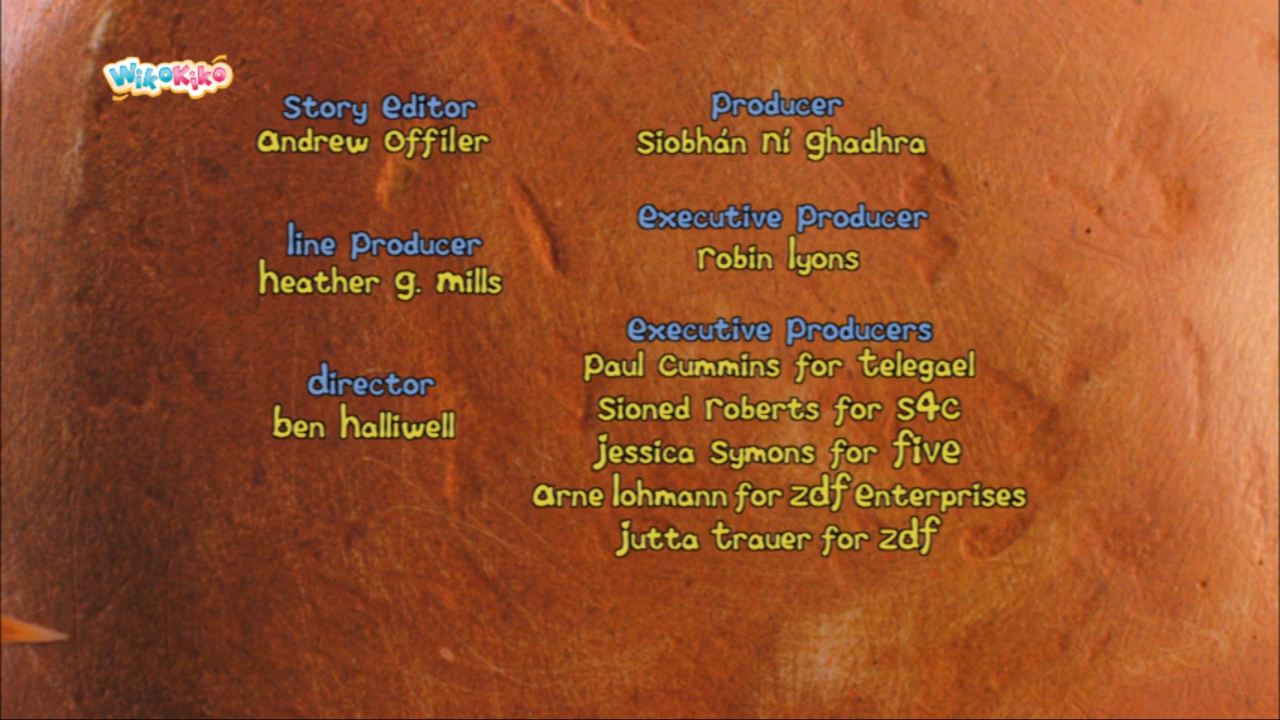 WikoKiko
Story Editor
Andrew Offiler
Line Producer
Heather G. Mills
Director
Ben Halliwell
Producer
Siobhán Ní Ghadhra
Executive Producer
Robin Lyons
Executive Producers
Paul Cummins for Telegael
Sioned Roberts for S4C
Jessica Symons for five
Arne Lohmann for ZDF Enterprises
Jutta Trauer for ZDF